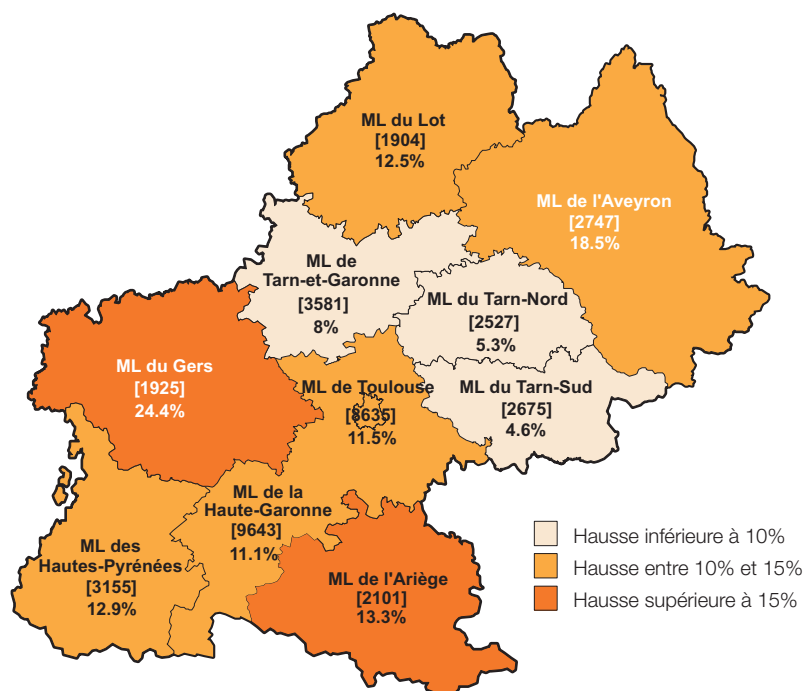 ML du Lot
[1904]
12.5%
ML de l'Aveyron
[2747]
18.5%
ML de
Tarn-et-Garonne
[3581]
8%
ML du Tarn-Nord
[2527]
5.3%
ML du Gers
[1925]
24.4%
ML de Toulouse
[8635]
11.5%
ML du Tarn-Sud
[2675]
4.6%
ML de la
Haute-Garonne
[9643]
11.1%
ML des
Hautes-Pyrénées
[3155]
12.9%
ML de l'Ariège
[2101]
13.3%
Hausse inférieure à 10%
Hausse entre 10% et 15%
Hausse supérieure à 15%